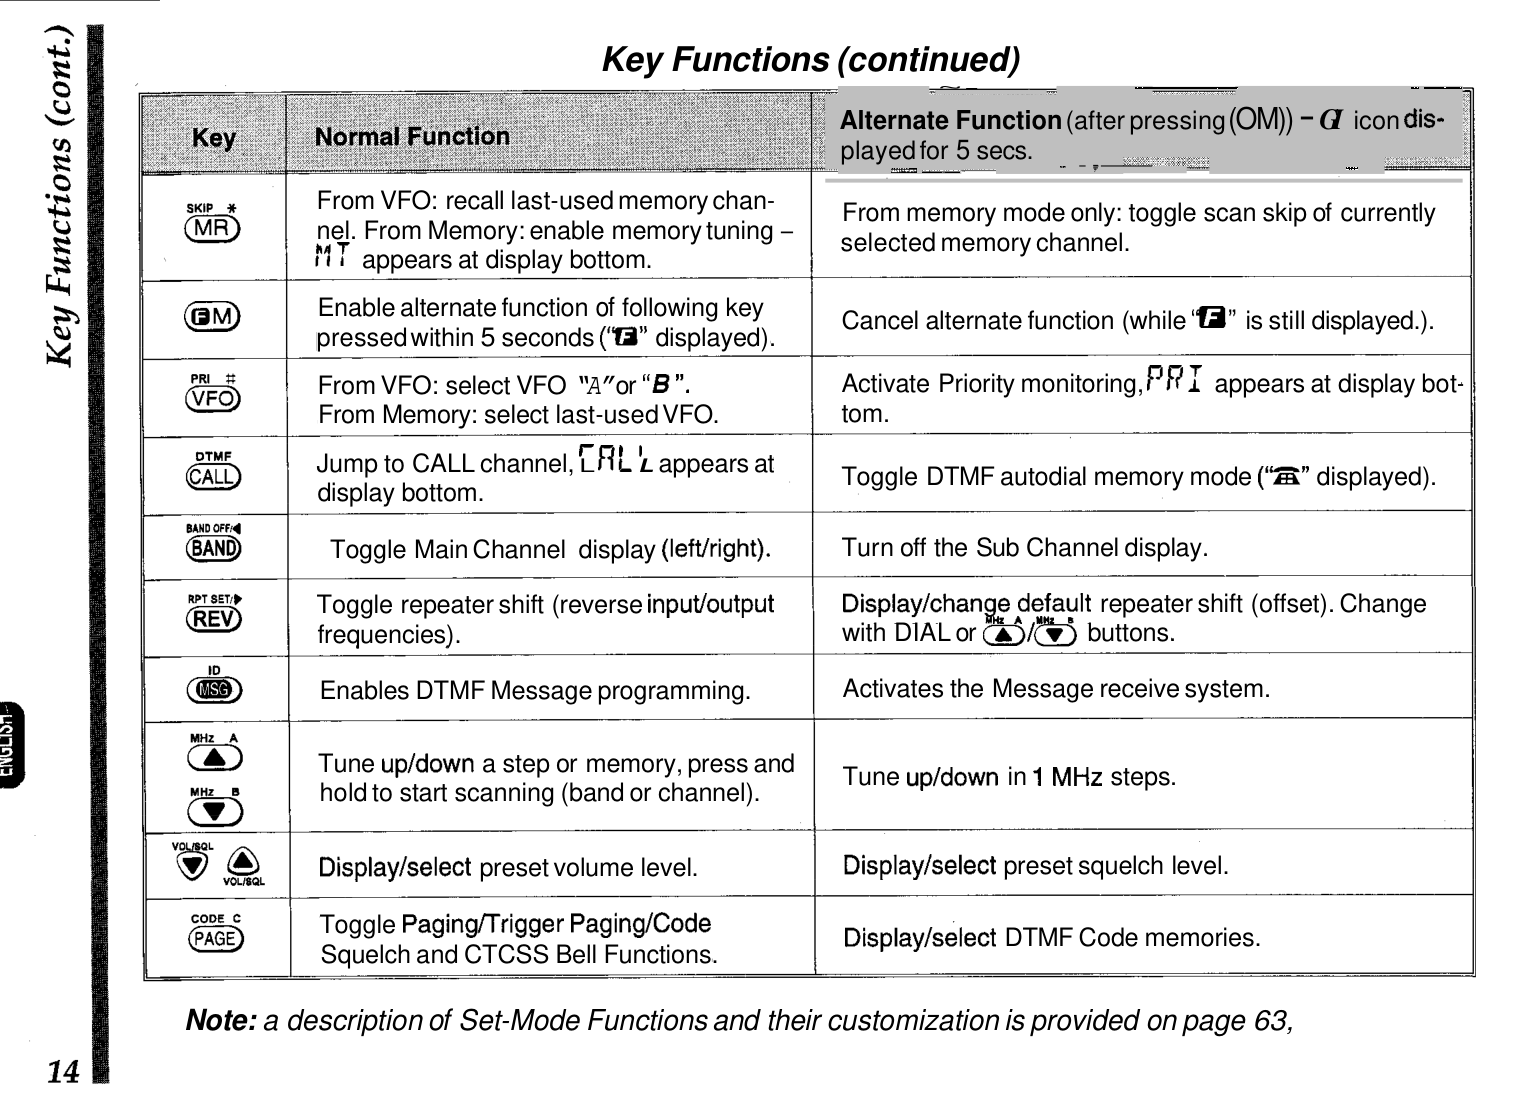 Key Functions (cont.)
Key Functions (continued)
Key
Normal Function
Alternate Function (after pressing (OM)) – icon dis-
played for 5 secs.
SKIP *
MR
From VFO: recall last-used memory chan-
nel. From Memory: enable memory tuning –
MT appears at display bottom.
From memory mode only: toggle scan skip of currently
selected memory channel.
FM
Enable alternate function of following key
pressed within 5 seconds (“F” displayed).
Cancel alternate function (while “F” is still displayed.).
PRI #
VFO
From VFO: select VFO "A" or “B”.
From Memory: select last-used VFO.
Activate Priority monitoring, PRI appears at display bot-
tom.
DTMF
CALL
Jump to CALL channel, CALL appears at
display bottom.
Toggle DTMF autodial memory mode (“☎” displayed).
BAND OFF/◀
BAND
Toggle Main Channel display (left/right).
Turn off the Sub Channel display.
RPT SET/▶
REV
Toggle repeater shift (reverse input/output
frequencies).
Display/change default repeater shift (offset). Change
with D1AL or MHz A ▲/MHz B ▼ buttons.
ID
MSG
Enables DTMF Message programming.
Activates the Message receive system.
MHz A
▲
MHz B
▼
Tune up/down a step or memory, press and
hold to start scanning (band or channel).
Tune up/down in 1 MHz steps.
VOL/SQL
▼ ▲
VOL/SQL
Display/select preset volume level.
Display/select preset squelch level.
CODE C
PAGE
Toggle Paging/Trigger Paging/Code
Squelch and CTCSS Bell Functions.
Display/select DTMF Code memories.
Note: a description of Set-Mode Functions and their customization is provided on page 63,
ENGLISH
14